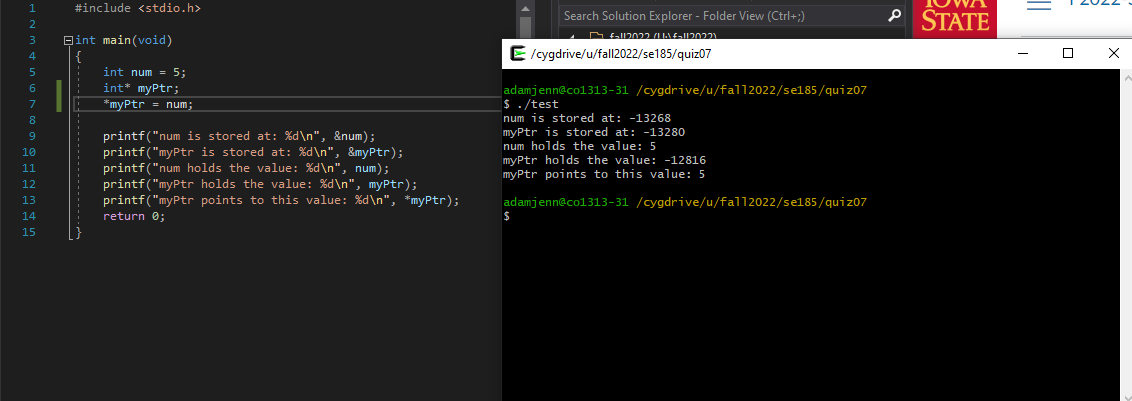 1 #include <stdio.h>
2
3 int main(void)
4 {
5 int num = 5;
6 int* myPtr;
7 *myPtr = num;
8
9 printf("num is stored at: %d\n", &num);
10 printf("myPtr is stored at: %d\n", &myPtr);
11 printf("num holds the value: %d\n", num);
12 printf("myPtr holds the value: %d\n", myPtr);
13 printf("myPtr points to this value: %d\n", *myPtr);
14 return 0;
15 }
Search Solution Explorer - Folder View (Ctrl+;)
fall2022 (U:\fall2022)
IOWA
STATE
/cygdrive/u/fall2022/se185/quiz07
adamjenn@co1313-31 /cygdrive/u/fall2022/se185/quiz07
$ ./test
num is stored at: -13268
myPtr is stored at: -13280
num holds the value: 5
myPtr holds the value: -12816
myPtr points to this value: 5
adamjenn@co1313-31 /cygdrive/u/fall2022/se185/quiz07
$